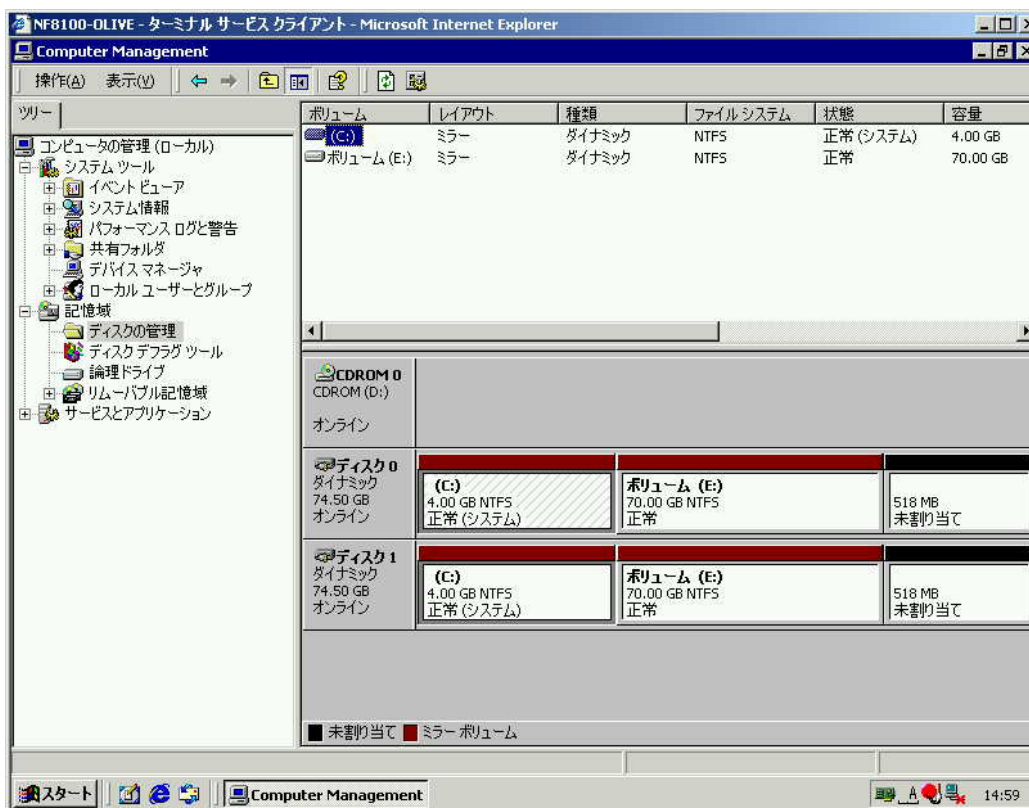 NF8100-OLIVE - ターミナル サービス クライアント - Microsoft Internet Explorer
Computer Management
操作(A) 表示(V)
ツリー
コンピュータの管理 (ローカル)
システム ツール
イベント ビューア
システム情報
パフォーマンス ログと警告
共有フォルダ
デバイス マネージャ
ローカル ユーザーとグループ
記憶域
ディスクの管理
ディスク デフラグ ツール
論理ドライブ
リムーバブル記憶域
サービスとアプリケーション
ボリューム レイアウト 種類 ファイル システム 状態 容量
(C:) ミラー ダイナミック NTFS 正常 (システム) 4.00 GB
ボリューム (E:) ミラー ダイナミック NTFS 正常 70.00 GB
CDROM 0
CDROM (D:)
オンライン
ディスク 0
ダイナミック
74.50 GB
オンライン
(C:)
4.00 GB NTFS
正常 (システム)
ボリューム (E:)
70.00 GB NTFS
正常
518 MB
未割り当て
ディスク 1
ダイナミック
74.50 GB
オンライン
(C:)
4.00 GB NTFS
正常 (システム)
ボリューム (E:)
70.00 GB NTFS
正常
518 MB
未割り当て
未割り当て ミラー ボリューム
スタート Computer Management A 14:59